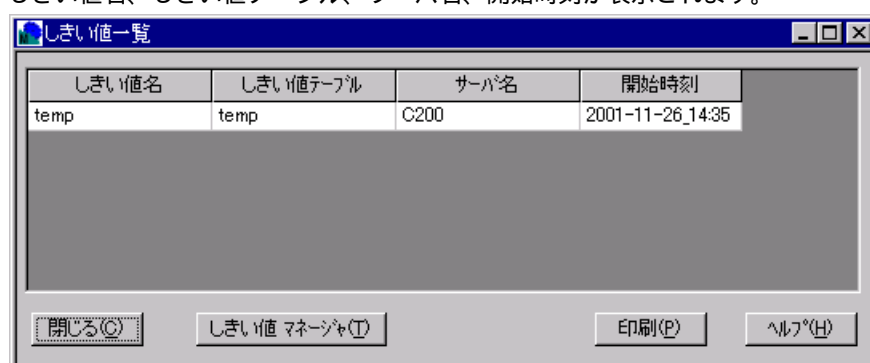 しきい値名、しきい値テーブル、サーバ名、開始時刻が表示されます。
しきい値一覧
しきい値名 しきい値ﾃｰﾌﾞﾙ ｻｰﾊﾞ名 開始時刻
temp temp C200 2001-11-26_14:35
閉じる(C) しきい値 ﾏﾈｰｼﾞｬ(T) 印刷(P) ﾍﾙﾌﾟ(H)